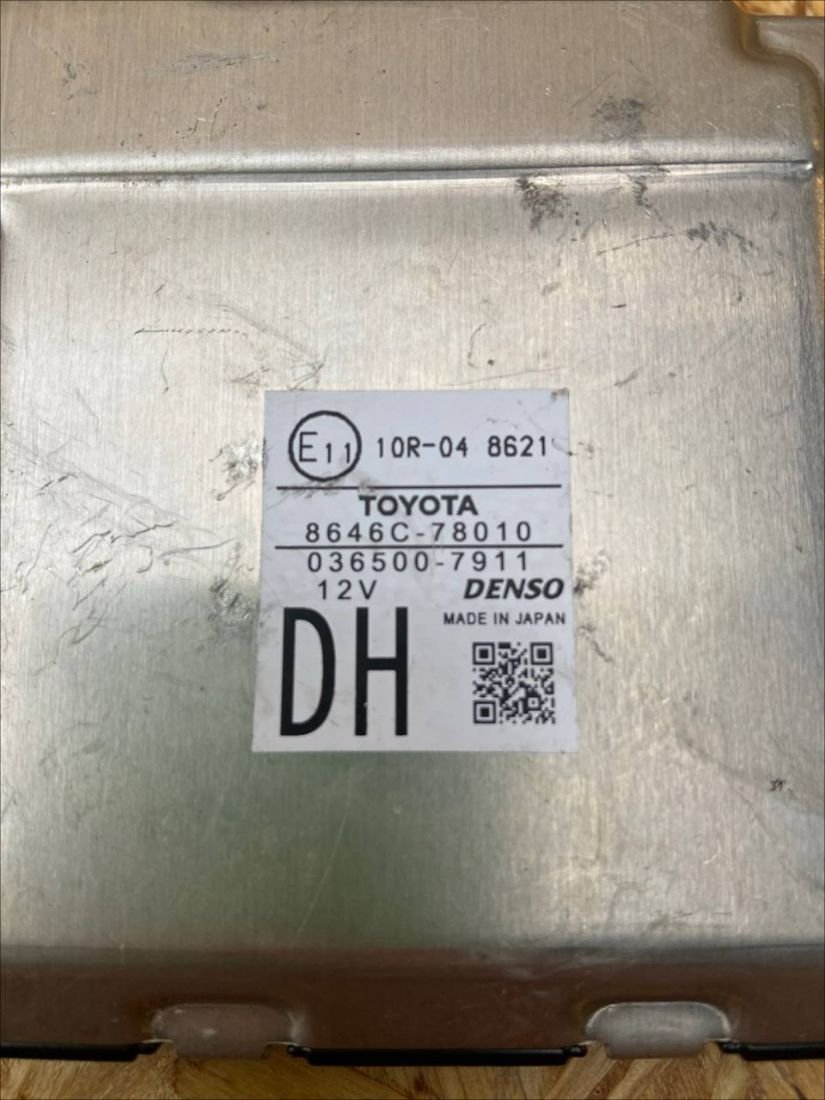 E11 10R-04 8621
TOYOTA
8646C-78010
036500-7911
12V DENSO
MADE IN JAPAN
DH